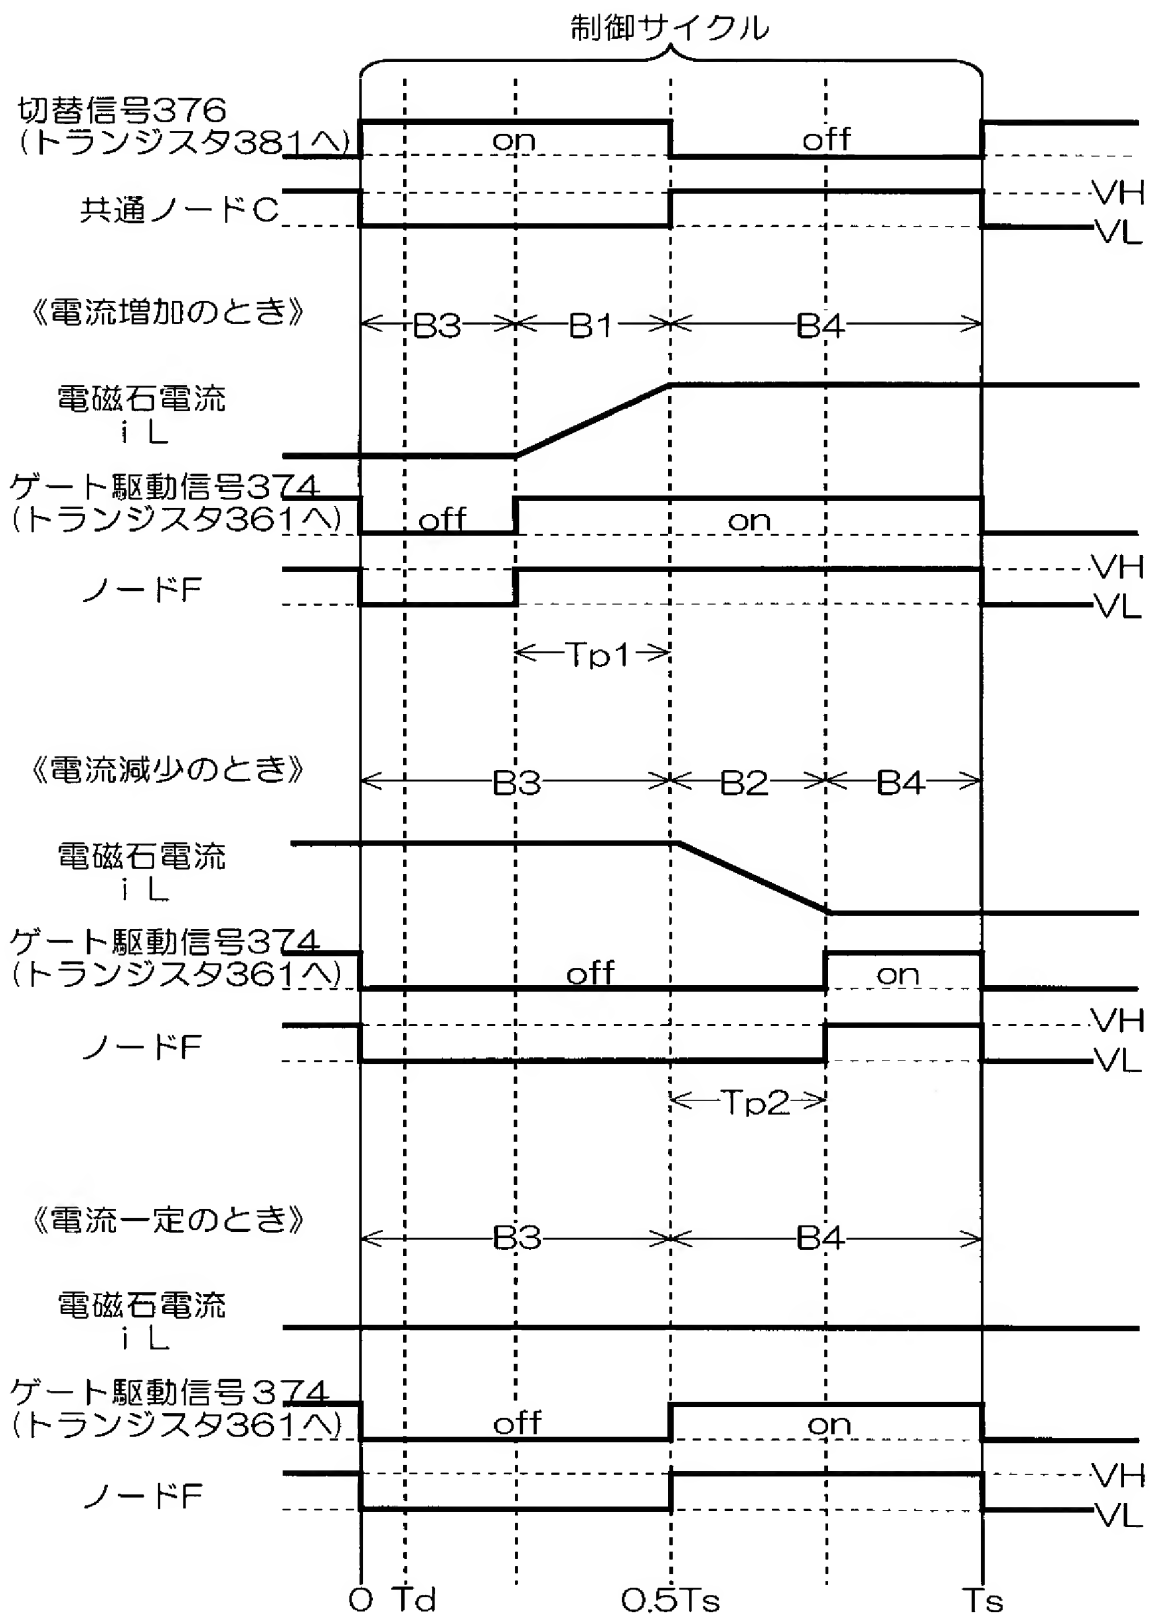 制御サイクル
切替信号376
(トランジスタ381へ)
on
off
共通ノードC
VH
VL
《電流増加のとき》
B3
B1
B4
電磁石電流
iL
ゲート駆動信号374
(トランジスタ361へ)
off
on
ノードF
VH
VL
Tp1
《電流減少のとき》
B3
B2
B4
電磁石電流
iL
ゲート駆動信号374
(トランジスタ361へ)
off
on
ノードF
VH
VL
Tp2
《電流一定のとき》
B3
B4
電磁石電流
iL
ゲート駆動信号374
(トランジスタ361へ)
off
on
ノードF
VH
VL
0
Td
0.5Ts
Ts